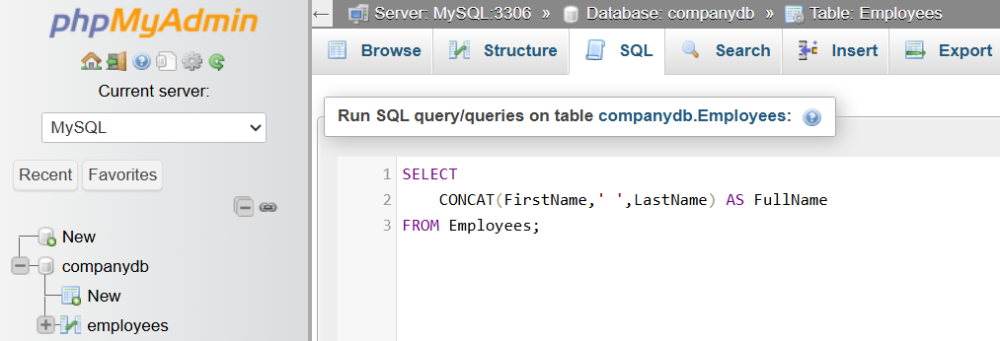 phpMyAdmin
Current server:
MySQL
Recent Favorites
New
companydb
New
employees
Server: MySQL:3306 » Database: companydb » Table: Employees
Browse Structure SQL Search Insert Export
Run SQL query/queries on table companydb.Employees:
1 SELECT
2 CONCAT(FirstName,' ',LastName) AS FullName
3 FROM Employees;